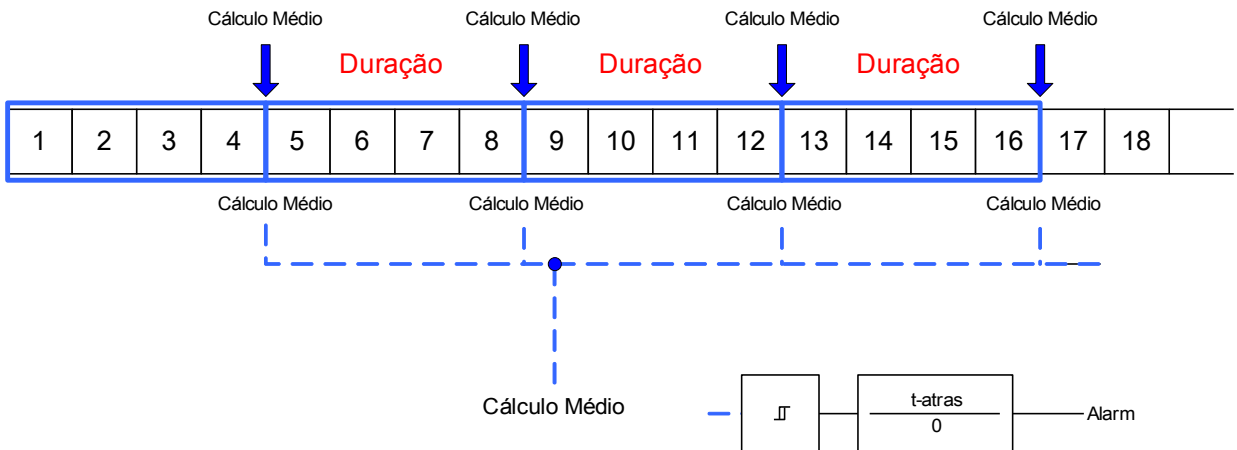 Cálculo Médio Cálculo Médio Cálculo Médio Cálculo Médio
Duração Duração Duração
1 2 3 4 5 6 7 8 9 10 11 12 13 14 15 16 17 18
Cálculo Médio Cálculo Médio Cálculo Médio Cálculo Médio
Cálculo Médio
t-atras
0
Alarm